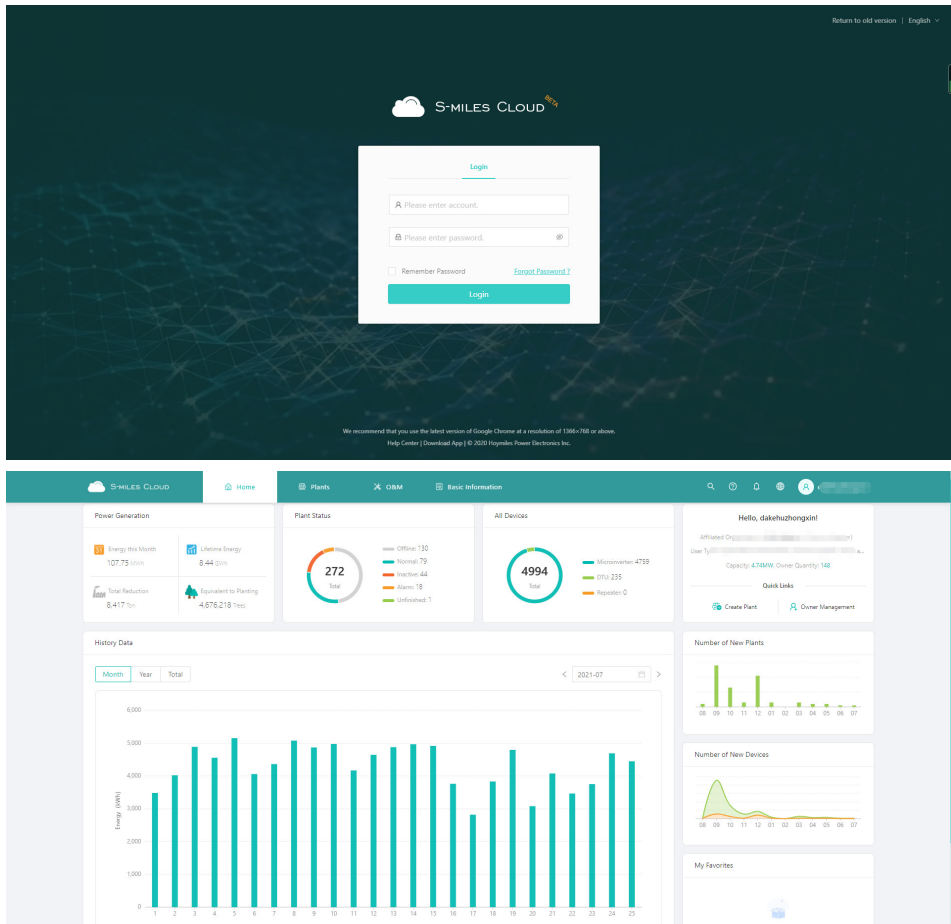 Return to old version | English
S-MILES CLOUD BETA
Login
Please enter account.
Please enter password.
Remember Password Forgot Password ?
Login
We recommend that you use the latest version of Google Chrome at a resolution of 1366×768 or above.
Help Center | Download App | © 2020 Hoymiles Power Electronics Inc.
S-MILES CLOUD Home Plants O&M Basic Information
Power Generation
Energy this Month
107.75 MWh
Lifetime Energy
8.44 GWh
Total Reduction
8,417 Ton
Equivalent to Planting
4,676,218 Trees
Plant Status
272
Total
Offline: 130
Normal: 79
Inactive: 44
Alarm: 18
Unfinished: 1
All Devices
4994
Total
Microinverter: 4759
DTU: 235
Repeater: 0
Hello, dakehuzhongxin!
Affiliated Org
User Ty
Capacity: 4.74MW, Owner Quantity: 148
Quick Links
Create Plant Owner Management
History Data
Month Year Total
< 2021-07 >
Energy (kWh)
6,000
5,000
4,000
3,000
2,000
1,000
0
1 2 3 4 5 6 7 8 9 10 11 12 13 14 15 16 17 18 19 20 21 22 23 24 25
Number of New Plants
08 09 10 11 12 01 02 03 04 05 06 07
Number of New Devices
08 09 10 11 12 01 02 03 04 05 06 07
My Favorites